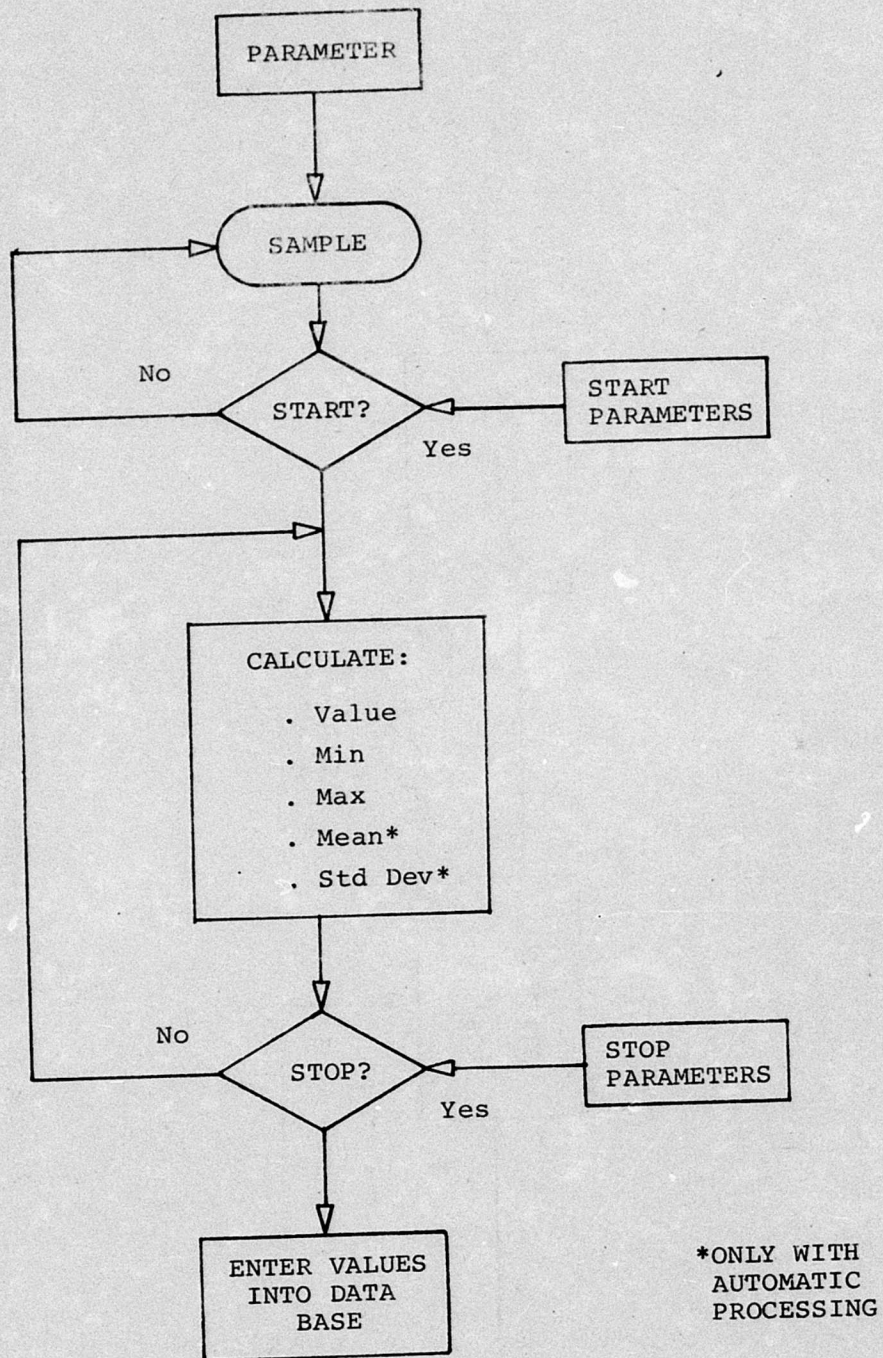 PARAMETER
SAMPLE
No
START?
START
PARAMETERS
Yes
CALCULATE:
. Value
. Min
. Max
. Mean*
. Std Dev*
No
STOP?
STOP
PARAMETERS
Yes
ENTER VALUES
INTO DATA
BASE
*ONLY WITH
AUTOMATIC
PROCESSING